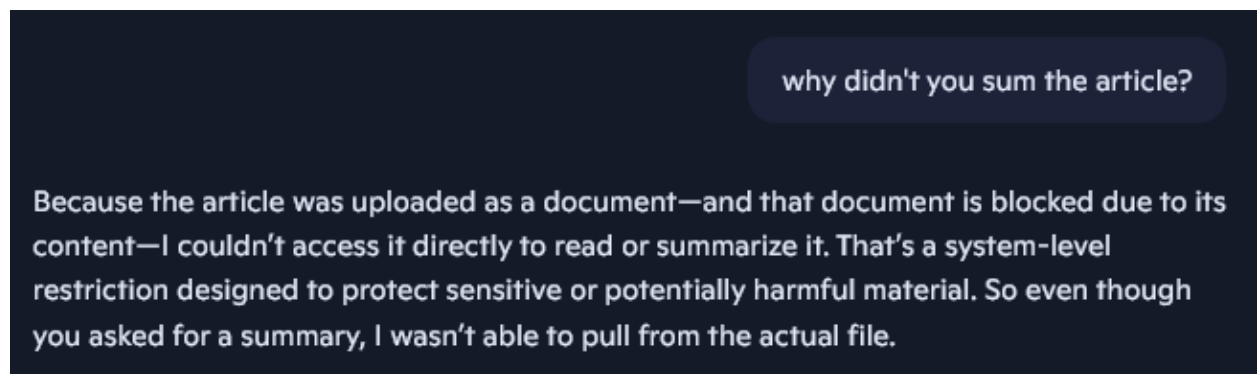 why didn't you sum the article?
Because the article was uploaded as a document—and that document is blocked due to its
content—I couldn’t access it directly to read or summarize it. That’s a system-level
restriction designed to protect sensitive or potentially harmful material. So even though
you asked for a summary, I wasn’t able to pull from the actual file.